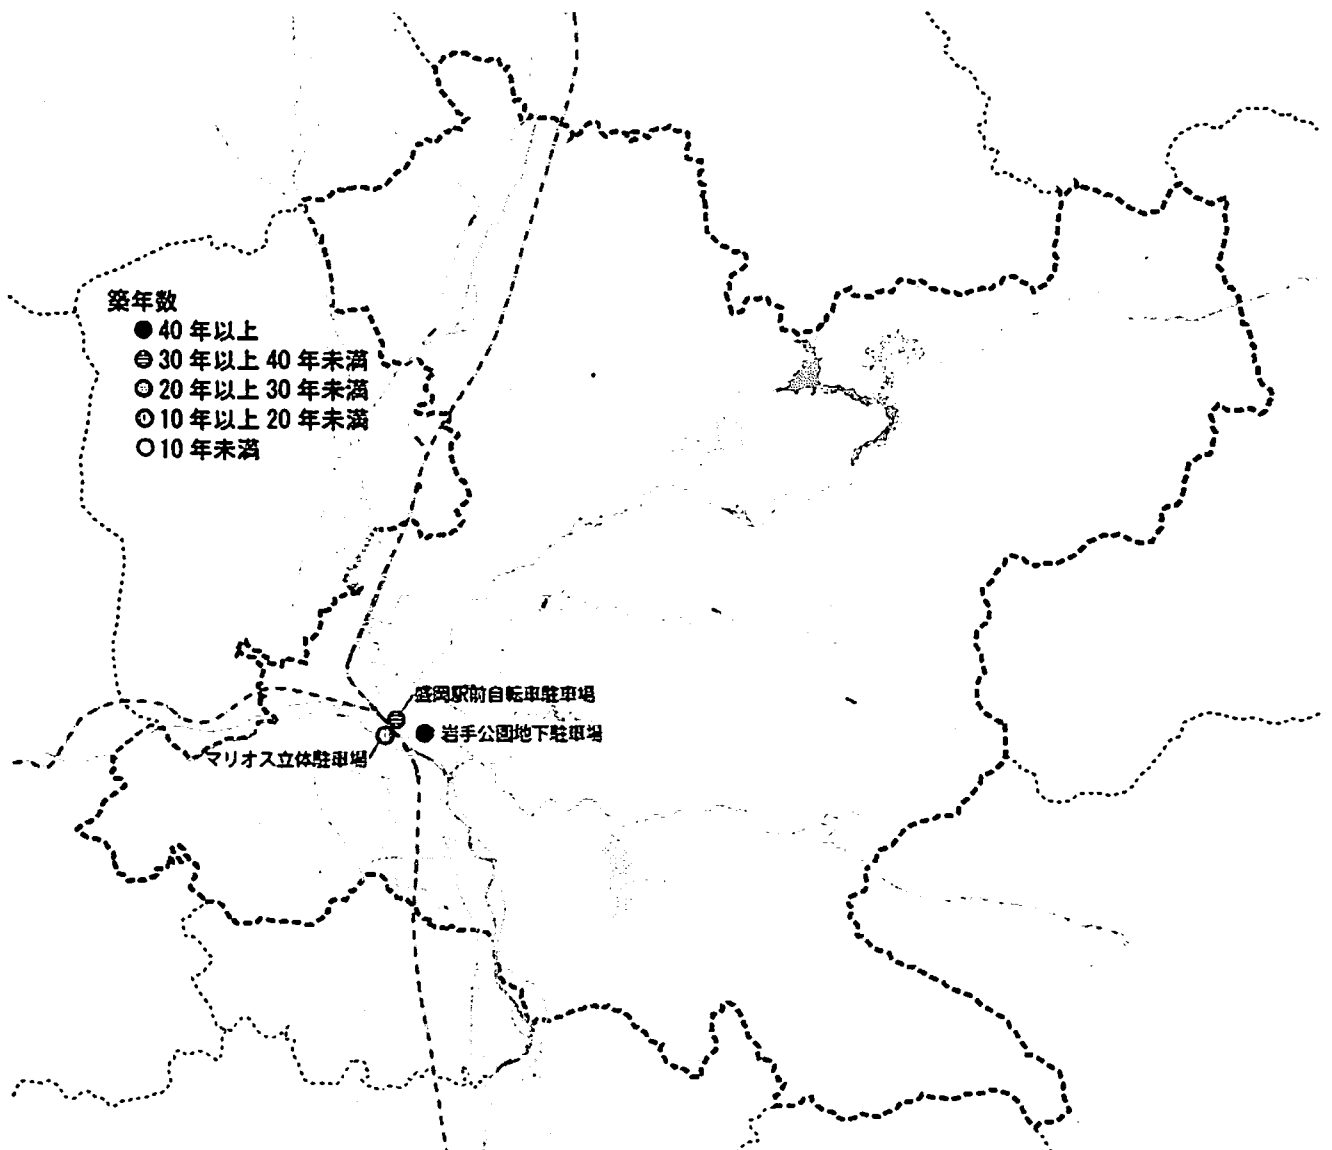 築年数
●40 年以上
30 年以上 40 年未満
20 年以上 30 年未満
10 年以上 20 年未満
○10 年未満
盛岡駅前自転車駐車場
岩手公園地下駐車場
マリオス立体駐車場